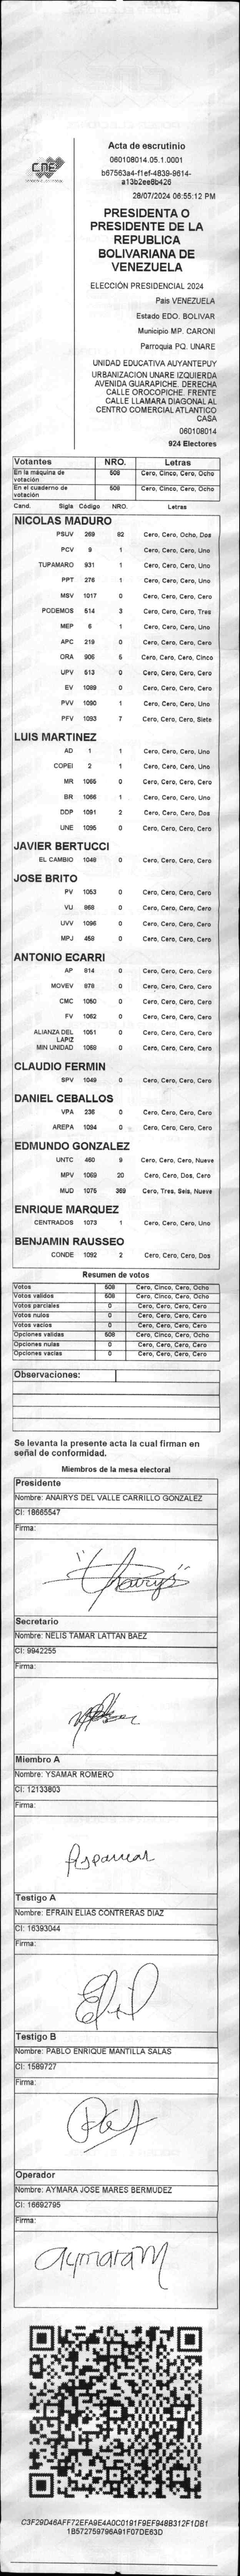 CNE
Acta de escrutinio
060108014.05.1.0001
b67563a4-f1ef-4839-9614-
a13b2ee8b426
28/07/2024 06:55:12 PM
PRESIDENTA O
PRESIDENTE DE LA
REPUBLICA
BOLIVARIANA DE
VENEZUELA
ELECCIÓN PRESIDENCIAL 2024
Pais VENEZUELA
Estado EDO. BOLIVAR
Municipio MP. CARONI
Parroquia PQ. UNARE
UNIDAD EDUCATIVA AUYANTEPUY
URBANIZACION UNARE IZQUIERDA
AVENIDA GUARAPICHE. DERECHA
CALLE OROCOPICHE. FRENTE
CALLE LLAMARA DIAGONAL AL
CENTRO COMERCIAL ATLANTICO
CASA
060108014
924 Electores
Votantes NRO. Letras
En la máquina de votación 508 Cero, Cinco, Cero, Ocho
En el cuaderno de votación 508 Cero, Cinco, Cero, Ocho
Cand. Sigla Código NRO. Letras
NICOLAS MADURO
PSUV 269 82 Cero, Cero, Ocho, Dos
PCV 9 1 Cero, Cero, Cero, Uno
TUPAMARO 931 1 Cero, Cero, Cero, Uno
PPT 276 1 Cero, Cero, Cero, Uno
MSV 1017 0 Cero, Cero, Cero, Cero
PODEMOS 514 3 Cero, Cero, Cero, Tres
MEP 6 1 Cero, Cero, Cero, Uno
APC 219 0 Cero, Cero, Cero, Cero
ORA 906 5 Cero, Cero, Cero, Cinco
UPV 513 0 Cero, Cero, Cero, Cero
EV 1089 0 Cero, Cero, Cero, Cero
PVV 1090 1 Cero, Cero, Cero, Uno
PFV 1093 7 Cero, Cero, Cero, Siete
LUIS MARTINEZ
AD 1 1 Cero, Cero, Cero, Uno
COPEI 2 1 Cero, Cero, Cero, Uno
MR 1065 0 Cero, Cero, Cero, Cero
BR 1066 1 Cero, Cero, Cero, Uno
DDP 1091 2 Cero, Cero, Cero, Dos
UNE 1095 0 Cero, Cero, Cero, Cero
JAVIER BERTUCCI
EL CAMBIO 1048 0 Cero, Cero, Cero, Cero
JOSE BRITO
PV 1053 0 Cero, Cero, Cero, Cero
VU 868 0 Cero, Cero, Cero, Cero
UVV 1096 0 Cero, Cero, Cero, Cero
MPJ 458 0 Cero, Cero, Cero, Cero
ANTONIO ECARRI
AP 814 0 Cero, Cero, Cero, Cero
MOVEV 878 0 Cero, Cero, Cero, Cero
CMC 1050 0 Cero, Cero, Cero, Cero
FV 1062 0 Cero, Cero, Cero, Cero
ALIANZA DEL LAPIZ 1051 0 Cero, Cero, Cero, Cero
MIN UNIDAD 1058 0 Cero, Cero, Cero, Cero
CLAUDIO FERMIN
SPV 1049 0 Cero, Cero, Cero, Cero
DANIEL CEBALLOS
VPA 236 0 Cero, Cero, Cero, Cero
AREPA 1094 0 Cero, Cero, Cero, Cero
EDMUNDO GONZALEZ
UNTC 460 9 Cero, Cero, Cero, Nueve
MPV 1069 20 Cero, Cero, Dos, Cero
MUD 1075 369 Cero, Tres, Seis, Nueve
ENRIQUE MARQUEZ
CENTRADOS 1073 1 Cero, Cero, Cero, Uno
BENJAMIN RAUSSEO
CONDE 1092 2 Cero, Cero, Cero, Dos
Resumen de votos
Votos 508 Cero, Cinco, Cero, Ocho
Votos validos 508 Cero, Cinco, Cero, Ocho
Votos parciales 0 Cero, Cero, Cero, Cero
Votos nulos 0 Cero, Cero, Cero, Cero
Votos vacios 0 Cero, Cero, Cero, Cero
Opciones validas 508 Cero, Cinco, Cero, Ocho
Opciones nulas 0 Cero, Cero, Cero, Cero
Opciones vacias 0 Cero, Cero, Cero, Cero
Observaciones:
Se levanta la presente acta la cual firman en
señal de conformidad.
Miembros de la mesa electoral
Presidente
Nombre: ANAIRYS DEL VALLE CARRILLO GONZALEZ
CI: 18665547
Firma:
Secretario
Nombre: NELIS TAMAR LATTAN BAEZ
CI: 9942255
Firma:
Miembro A
Nombre: YSAMAR ROMERO
CI: 12133803
Firma:
Testigo A
Nombre: EFRAIN ELIAS CONTRERAS DIAZ
CI: 16393044
Firma:
Testigo B
Nombre: PABLO ENRIQUE MANTILLA SALAS
CI: 1589727
Firma:
Operador
Nombre: AYMARA JOSE MARES BERMUDEZ
CI: 16692795
Firma:
aymaraM
C3F29D46AFF72EFA9E4A0C0191F9EF948B312F1DB1
1B572759796A91F07DE63D